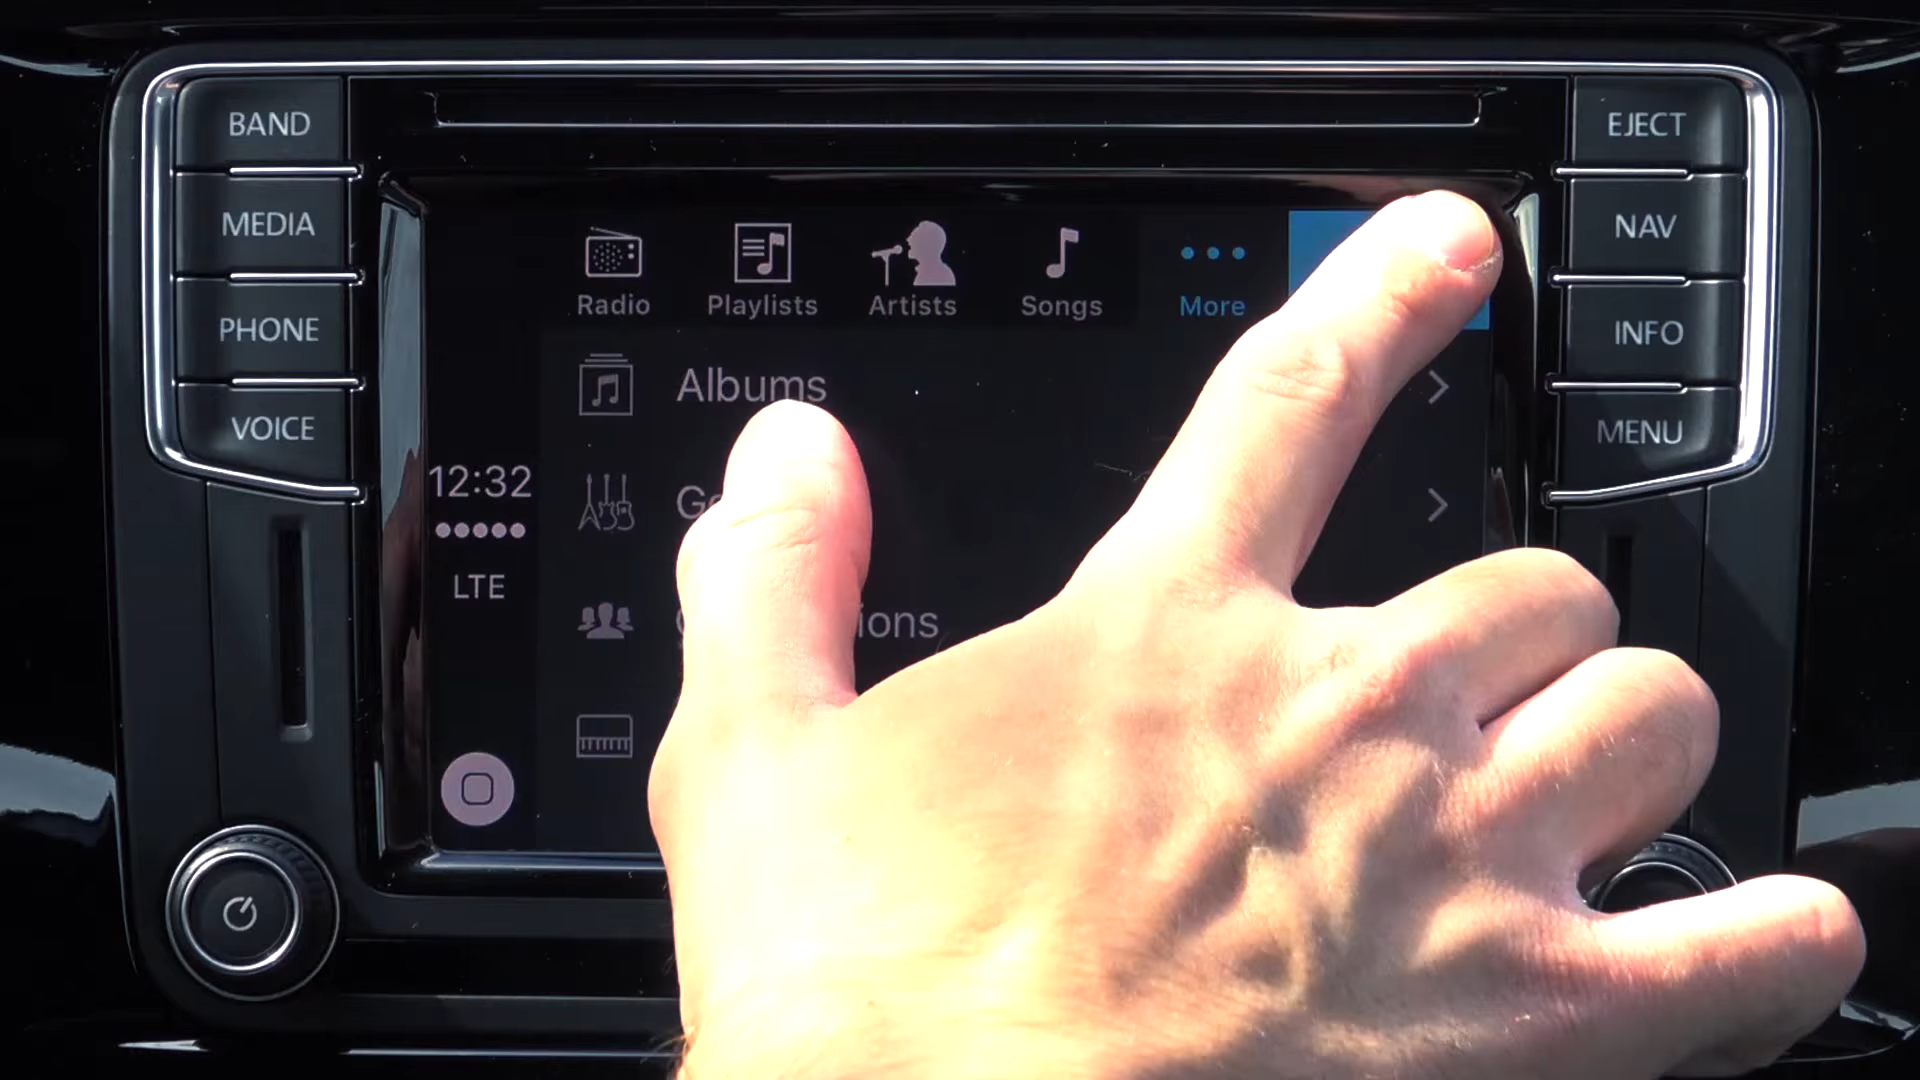 BAND
MEDIA
PHONE
VOICE
EJECT
NAV
INFO
MENU
Radio
Playlists
Artists
Songs
More
Albums
12:32
LTE